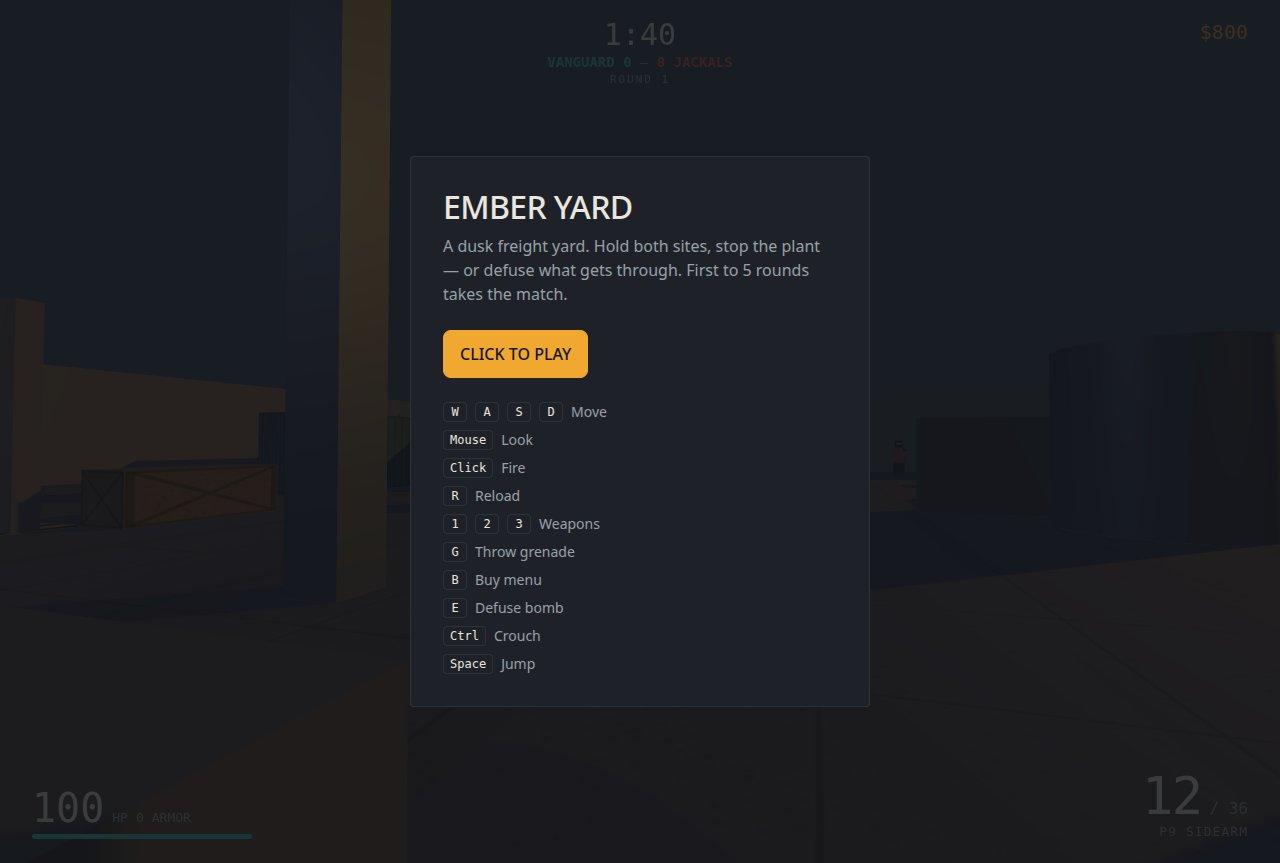 1:40
$800
VANGUARD 0 — 0 JACKALS
ROUND 1
EMBER YARD
A dusk freight yard. Hold both sites, stop the plant
— or defuse what gets through. First to 5 rounds
takes the match.
CLICK TO PLAY
W A S D Move
Mouse Look
Click Fire
R Reload
1 2 3 Weapons
G Throw grenade
B Buy menu
E Defuse bomb
Ctrl Crouch
Space Jump
100 HP 0 ARMOR
12 / 36
P9 SIDEARM